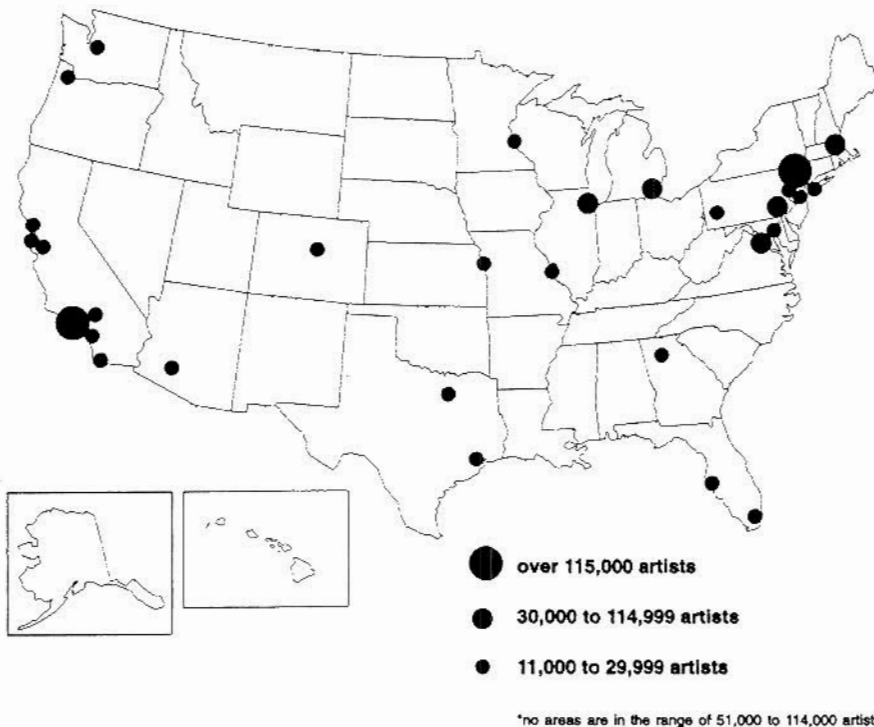 over 115,000 artists
30,000 to 114,999 artists
11,000 to 29,999 artists
*no areas are in the range of 51,000 to 114,000 artist